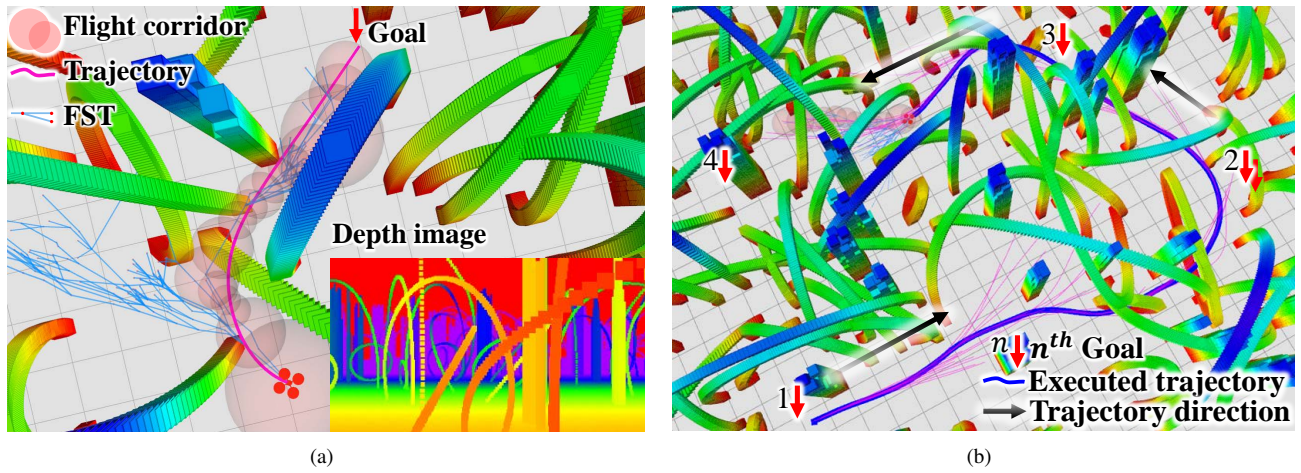 Flight corridor
Trajectory
FST
Goal
Depth image
(a)
3
4
2
1
n nᵗʰ Goal
Executed trajectory
Trajectory direction
(b)